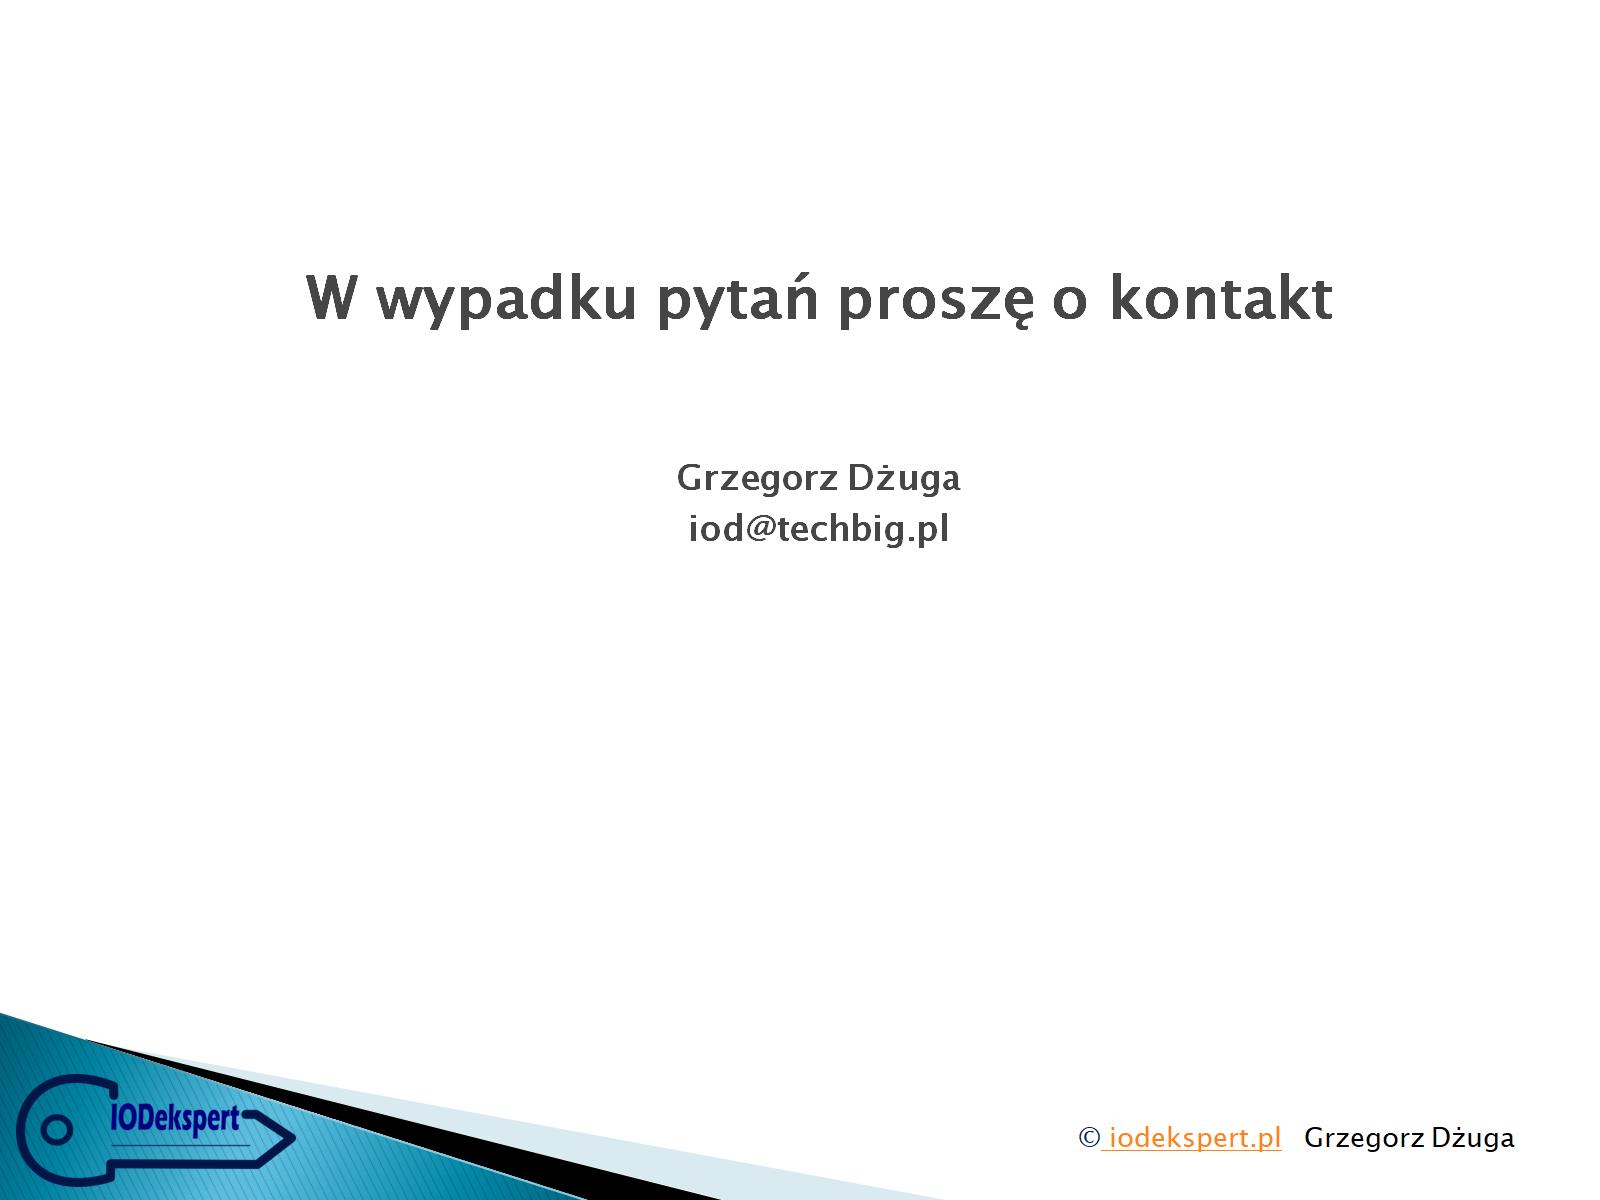 W wypadku pytań proszę o kontakt
Grzegorz Dżuga
iod@techbig.pl
IODekspert
© iodekspert.pl Grzegorz Dżuga